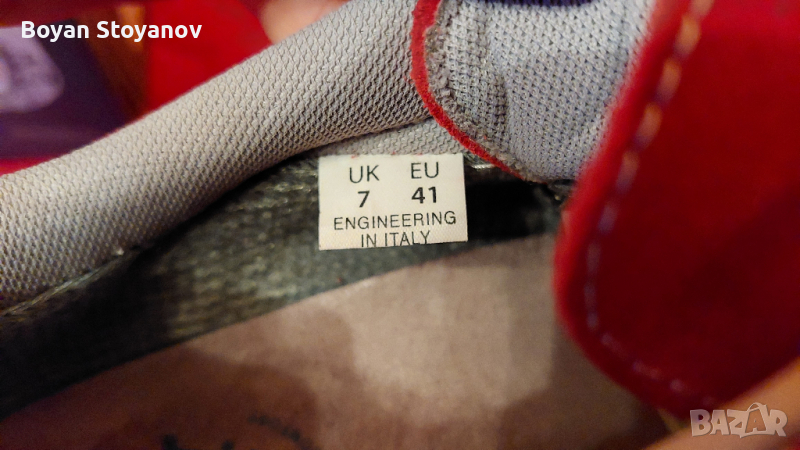 Boyan Stoyanov
UK EU
7 41
ENGINEERING
IN ITALY
BAZAR